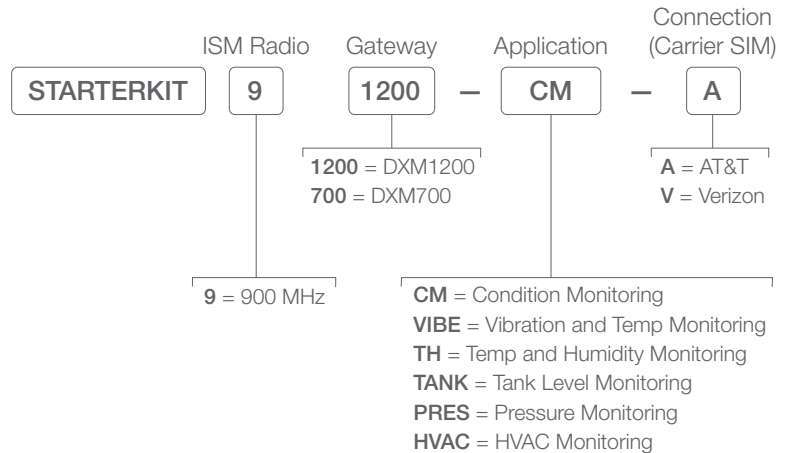 Connection
ISM Radio Gateway Application (Carrier SIM)
STARTERKIT 9 1200 – CM – A
1200 = DXM1200
700 = DXM700
A = AT&T
V = Verizon
9 = 900 MHz
CM = Condition Monitoring
VIBE = Vibration and Temp Monitoring
TH = Temp and Humidity Monitoring
TANK = Tank Level Monitoring
PRES = Pressure Monitoring
HVAC = HVAC Monitoring